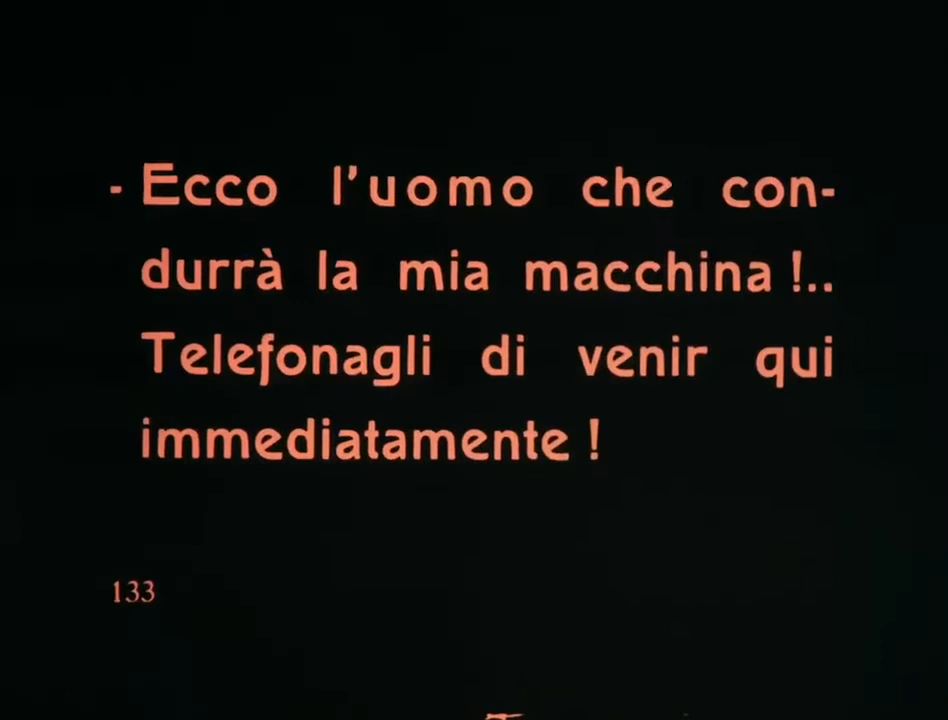 - Ecco l'uomo che con-
durrà la mia macchina !..
Telefonagli di venir qui
immediatamente !
133